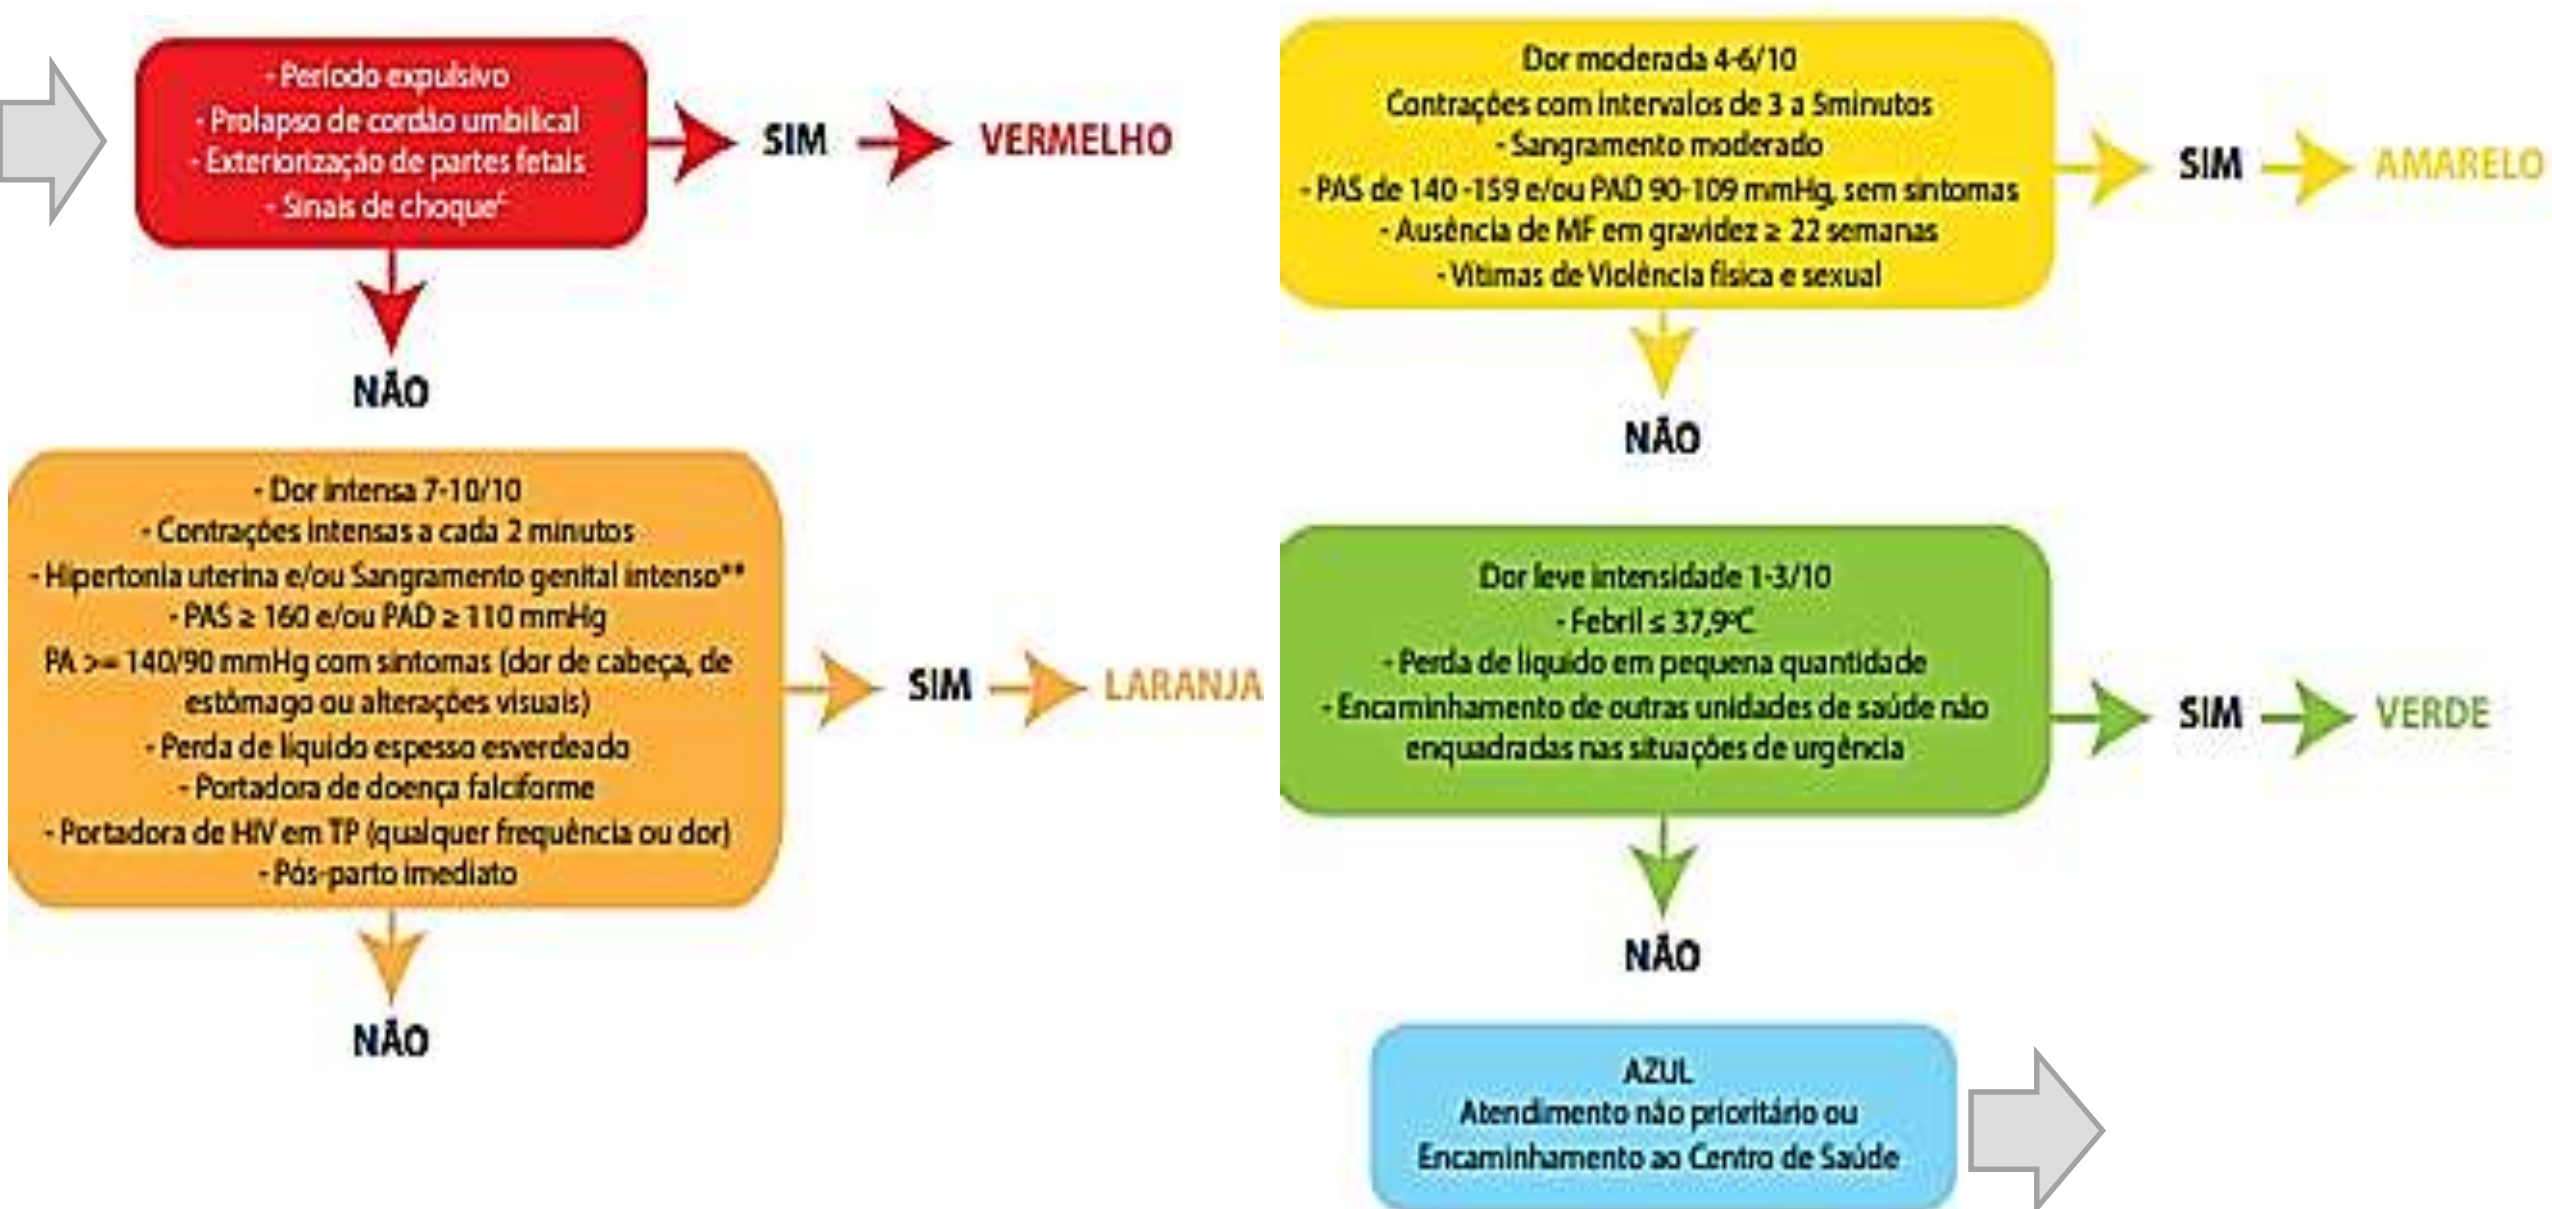 - Período expulsivo
- Prolapso de cordão umbilical
- Exteriorização de partes fetais
- Sinais de choque
SIM
VERMELHO
NÃO
- Dor intensa 7-10/10
- Contrações intensas a cada 2 minutos
- Hipertonia uterina e/ou Sangramento genital intenso**
- PAS ≥ 160 e/ou PAD ≥ 110 mmHg
PA >= 140/90 mmHg com sintomas (dor de cabeça, de
estômago ou alterações visuais)
- Perda de líquido espesso esverdeado
- Portadora de doença falciforme
- Portadora de HIV em TP (qualquer frequência ou dor)
- Pós-parto imediato
SIM
LARANJA
NÃO
Dor moderada 4-6/10
Contrações com intervalos de 3 a 5minutos
- Sangramento moderado
- PAS de 140 -159 e/ou PAD 90-109 mmHg, sem sintomas
- Ausência de MF em gravidez ≥ 22 semanas
- Vítimas de Violência física e sexual
SIM
AMARELO
NÃO
Dor leve intensidade 1-3/10
- Febril ≤ 37,9ºC
- Perda de líquido em pequena quantidade
- Encaminhamento de outras unidades de saúde não
enquadradas nas situações de urgência
SIM
VERDE
NÃO
AZUL
Atendimento não prioritário ou
Encaminhamento ao Centro de Saúde